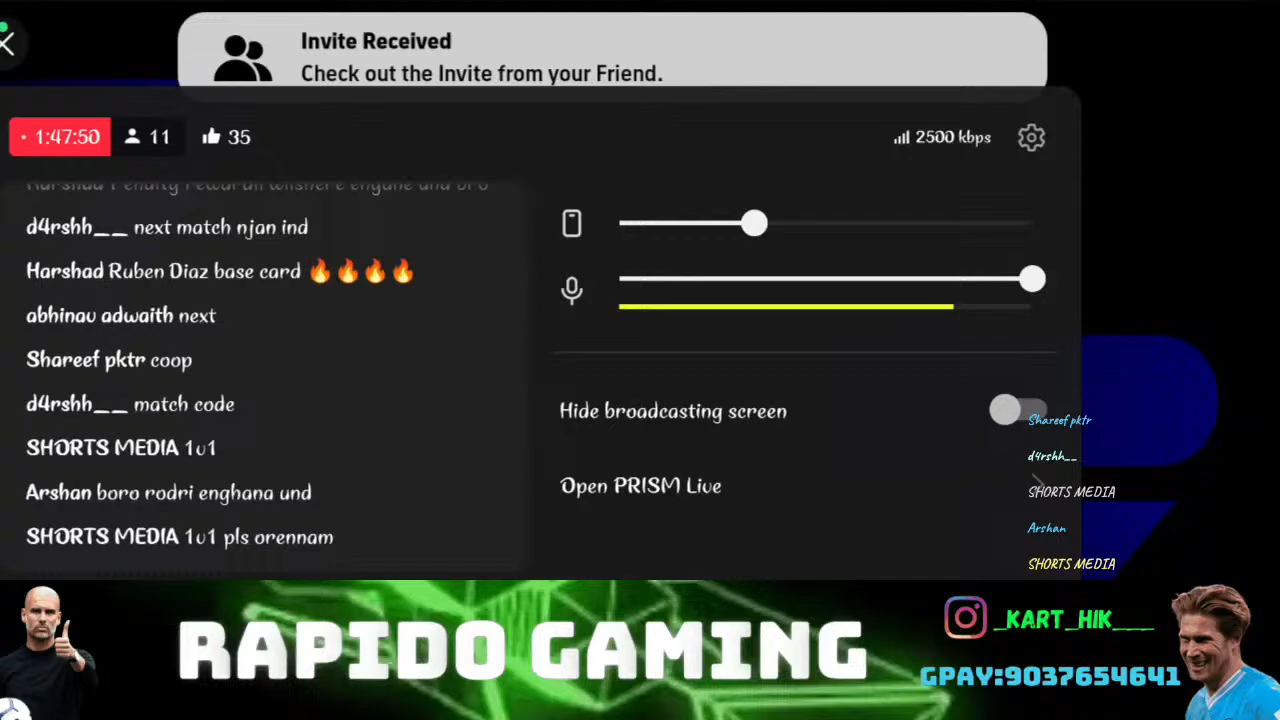 Invite Received
Check out the Invite from your Friend.
1:47:50 11 35
2500 kbps
d4rshh__ next match njan ind
Harshad Ruben Diaz base card 🔥🔥🔥🔥
abhinav adwaith next
Shareef pktr coop
d4rshh__ match code
SHORTS MEDIA 1v1
Arshan boro rodri enghana und
SHORTS MEDIA 1v1 pls orennam
Hide broadcasting screen
Open PRISM Live
Shareef pktr
d4rshh__
SHORTS MEDIA
Arshan
SHORTS MEDIA
RAPIDO GAMING
_KART_HIK___
GPAY:9037654641